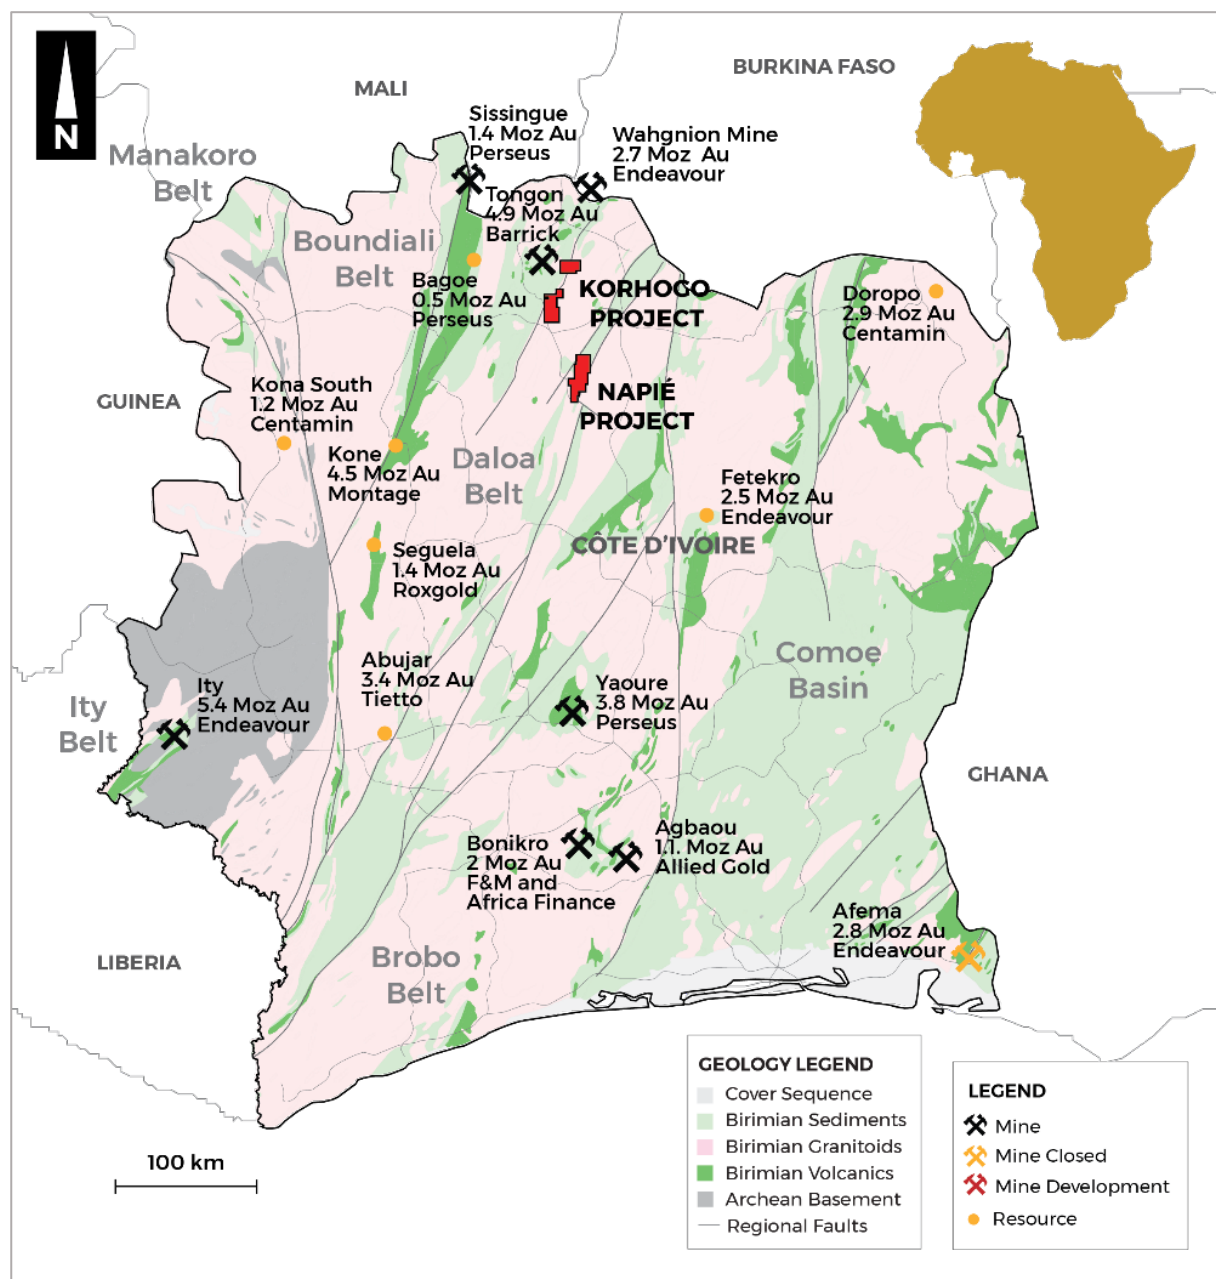 N
MALI
BURKINA FASO
Manakoro
Belt
Sissingue
1.4 Moz Au
Perseus
Wahgnion Mine
2.7 Moz Au
Endeavour
Tongon
4.9 Moz Au
Barrick
Boundiali
Belt
Bagoe
0.5 Moz Au
Perseus
KORHOGO
PROJECT
Doropo
2.9 Moz Au
Centamin
GUINEA
Kona South
1.2 Moz Au
Centamin
NAPIÉ
PROJECT
Kone
4.5 Moz Au
Montage
Daloa
Belt
Fetekro
2.5 Moz Au
Endeavour
CÔTE D'IVOIRE
Seguela
1.4 Moz Au
Roxgold
Comoe
Basin
Abujar
3.4 Moz Au
Tietto
Ity
5.4 Moz Au
Endeavour
Ity
Belt
Yaoure
3.8 Moz Au
Perseus
GHANA
Bonikro
2 Moz Au
F&M and
Africa Finance
Agbaou
1.1. Moz Au
Allied Gold
Afema
2.8 Moz Au
Endeavour
LIBERIA
Brobo
Belt
100 km
GEOLOGY LEGEND
Cover Sequence
Birimian Sediments
Birimian Granitoids
Birimian Volcanics
Archean Basement
Regional Faults
LEGEND
Mine
Mine Closed
Mine Development
Resource